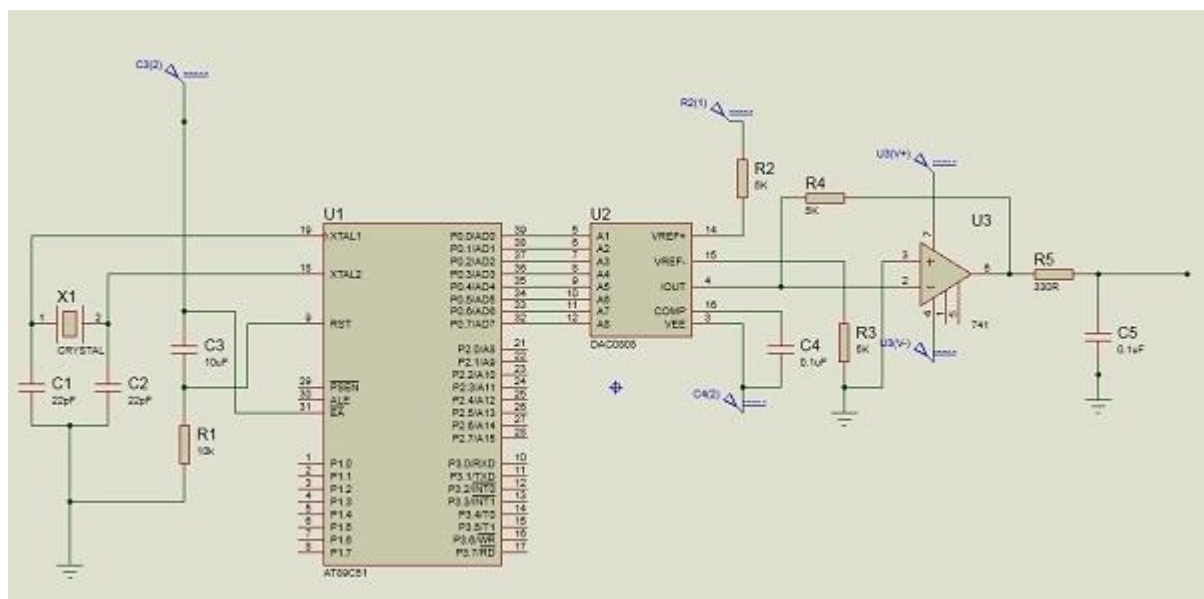 C3(2)
R2(1)
U3(V+)
R2
R4
5K
U1
U2
U3
19 XTAL1 P0.0/AD0 39 5 A1 VREF+ 14
P0.1/AD1 38 6 A2
P0.2/AD2 37 7 A3 VREF- 15
18 XTAL2 P0.3/AD3 36 8 A4
P0.4/AD4 35 9 A5 IOUT 4
P0.5/AD5 34 10 A6
P0.6/AD6 33 11 A7 COMP 16
9 RST P0.7/AD7 32 12 A8 VEE 3
DAC0808
7
3
2
6
4 1 5
741
U3(V-)
R5
330R
X1
1 2
CRYSTAL
C1
22pF
C2
22pF
C3
10uF
R1
10k
C4
0.1uF
C4(2)
R3
C5
0.1uF
P2.0/A8 21
P2.1/A9 22
P2.2/A10 23
29 PSEN P2.3/A11 24
30 ALE P2.4/A12 25
31 EA P2.5/A13 26
P2.6/A14 27
P2.7/A15 28
1 P1.0 P3.0/RXD 10
2 P1.1 P3.1/TXD 11
3 P1.2 P3.2/INT0 12
4 P1.3 P3.3/INT1 13
5 P1.4 P3.4/T0 14
6 P1.5 P3.5/T1 15
7 P1.6 P3.6/WR 16
8 P1.7 P3.7/RD 17
AT89C51